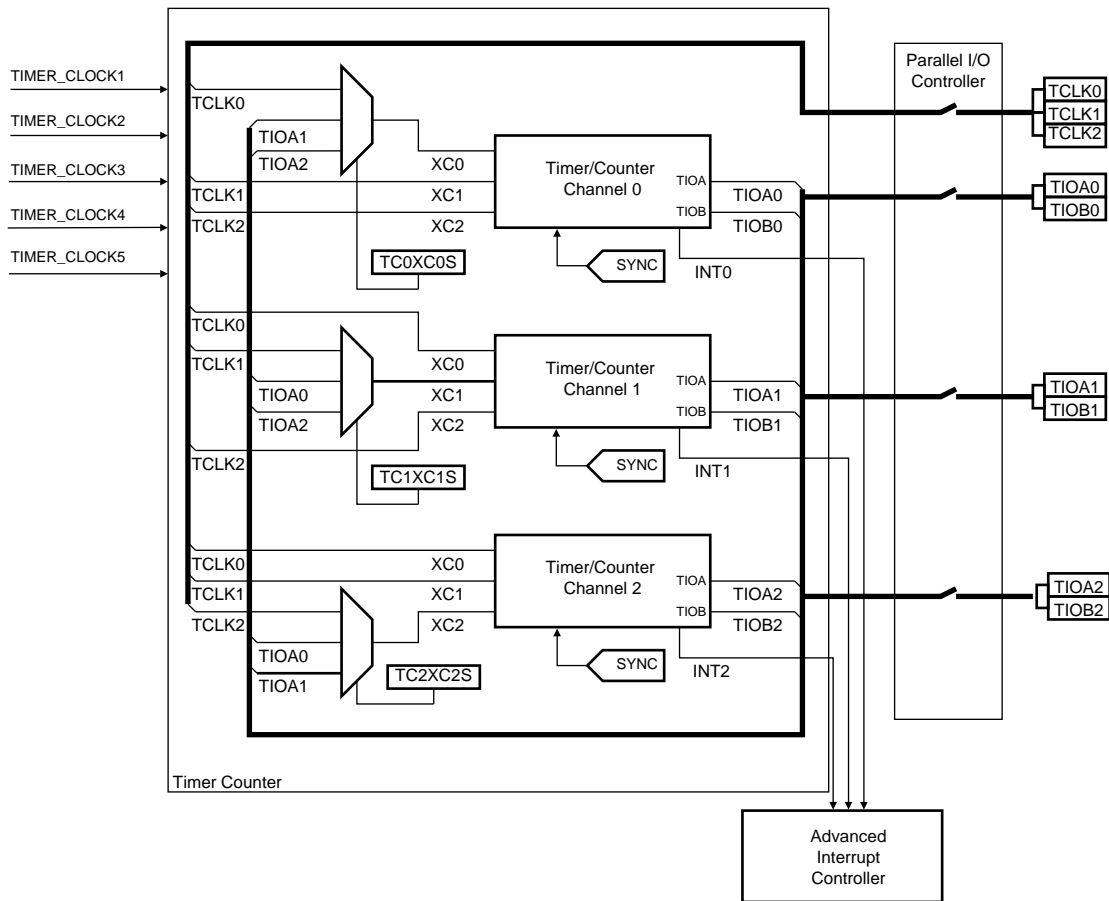 TIMER_CLOCK1
TIMER_CLOCK2
TIMER_CLOCK3
TIMER_CLOCK4
TIMER_CLOCK5
TCLK0
TIOA1
TIOA2
TCLK1
TCLK2
XC0
XC1
XC2
TC0XC0S
Timer/Counter
Channel 0
TIOA
TIOB
TIOA0
TIOB0
SYNC
INT0
TCLK0
TCLK1
TIOA0
TIOA2
TCLK2
XC0
XC1
XC2
TC1XC1S
Timer/Counter
Channel 1
TIOA
TIOB
TIOA1
TIOB1
SYNC
INT1
TCLK0
TCLK1
TCLK2
TIOA0
TIOA1
XC0
XC1
XC2
TC2XC2S
Timer/Counter
Channel 2
TIOA
TIOB
TIOA2
TIOB2
SYNC
INT2
Timer Counter
Parallel I/O
Controller
TCLK0
TCLK1
TCLK2
TIOA0
TIOB0
TIOA1
TIOB1
TIOA2
TIOB2
Advanced
Interrupt
Controller